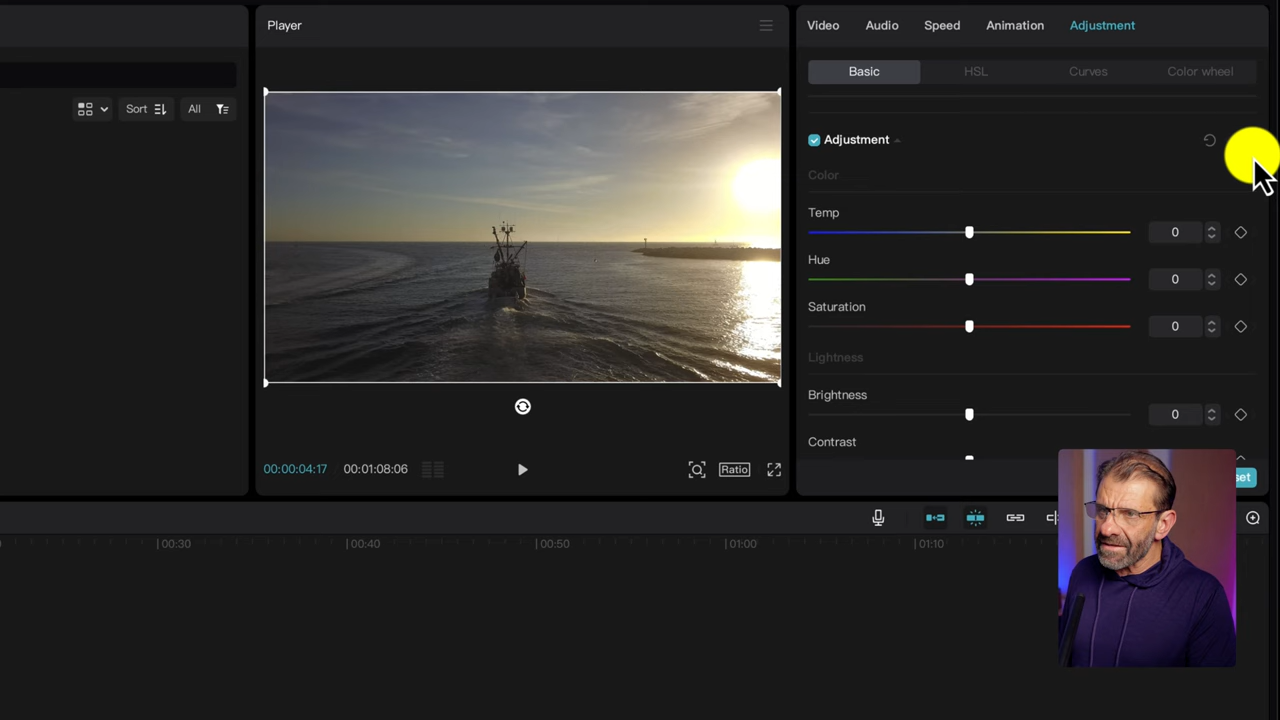 Player
Video Audio Speed Animation Adjustment
Basic HSL Curves Color wheel
Sort All
Adjustment
Color
Temp
0
Hue
0
Saturation
0
Lightness
Brightness
0
Contrast
00:00:04:17 00:01:08:06
Ratio
00:30 00:40 00:50 01:00 01:10